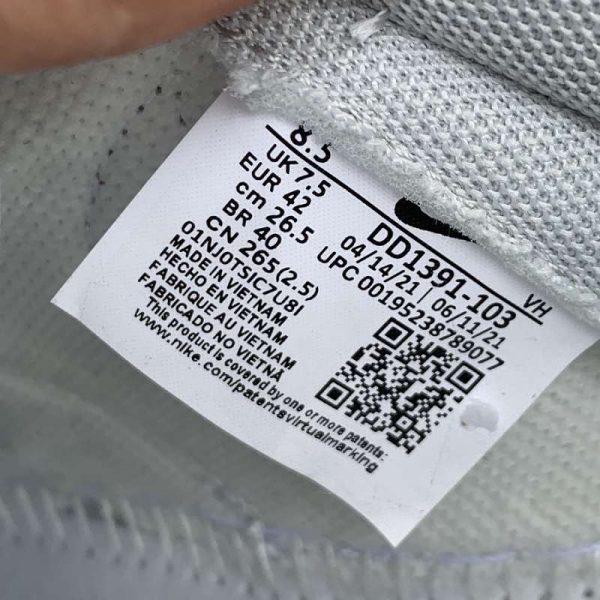 8.5
UK 7.5
EUR 42
cm 26.5
BR 40
CN 265(2.5)
DD1391-103
VH
04/14/21 | 06/11/21
UPC 00195238789077
01NJ0TSIC7U8I
MADE IN VIETNAM
HECHO EN VIETNAM
FABRIQUE AU VIETNAM
FABRICADO NO VIETNÃ
This product is covered by one or more patents:
www.nike.com/patentsvirtualmarking